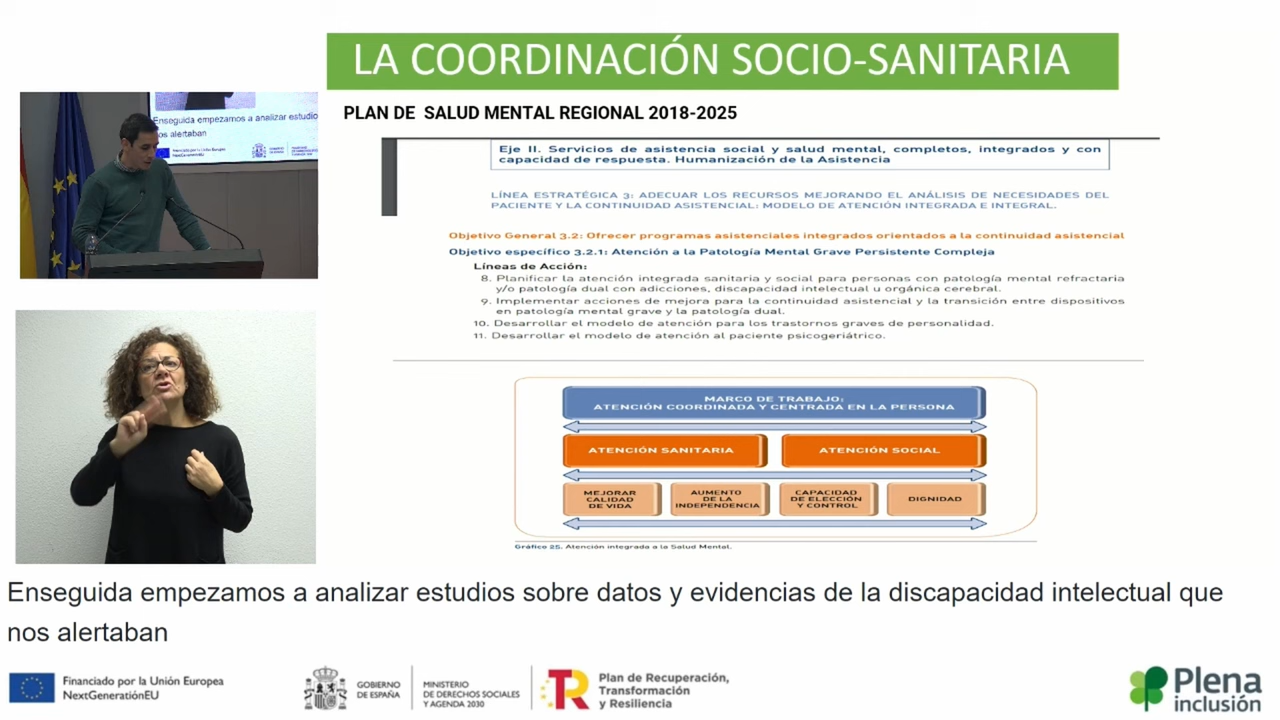 LA COORDINACIÓN SOCIO-SANITARIA
PLAN DE SALUD MENTAL REGIONAL 2018-2025
Enseguida empezamos a analizar estudio
nos alertaban
Eje II. Servicios de asistencia social y salud mental, completos, integrados y con
capacidad de respuesta. Humanización de la Asistencia
LÍNEA ESTRATÉGICA 3: ADECUAR LOS RECURSOS MEJORANDO EL ANÁLISIS DE NECESIDADES DEL
PACIENTE Y LA CONTINUIDAD ASISTENCIAL: MODELO DE ATENCIÓN INTEGRADA E INTEGRAL.
Objetivo General 3.2: Ofrecer programas asistenciales integrados orientados a la continuidad asistencial
Objetivo específico 3.2.1: Atención a la Patología Mental Grave Persistente Compleja
Líneas de Acción:
8. Planificar la atención integrada sanitaria y social para personas con patología mental refractaria
y/o patología dual con adicciones, discapacidad intelectual u orgánica cerebral.
9. Implementar acciones de mejora para la continuidad asistencial y la transición entre dispositivos
en patología mental grave y la patología dual.
10. Desarrollar el modelo de atención para los trastornos graves de personalidad.
11. Desarrollar el modelo de atención al paciente psicogeriátrico.
MARCO DE TRABAJO:
ATENCIÓN COORDINADA Y CENTRADA EN LA PERSONA
ATENCIÓN SANITARIA
ATENCIÓN SOCIAL
MEJORAR
CALIDAD
DE VIDA
AUMENTO
DE LA
INDEPENDENCIA
CAPACIDAD
DE ELECCIÓN
Y CONTROL
DIGNIDAD
Gráfico 25. Atención integrada a la Salud Mental.
Enseguida empezamos a analizar estudios sobre datos y evidencias de la discapacidad intelectual que
nos alertaban
Financiado por la Unión Europea
NextGenerationEU
GOBIERNO
DE ESPAÑA
MINISTERIO
DE DERECHOS SOCIALES
Y AGENDA 2030
Plan de Recuperación,
Transformación
y Resiliencia
Plena
inclusión